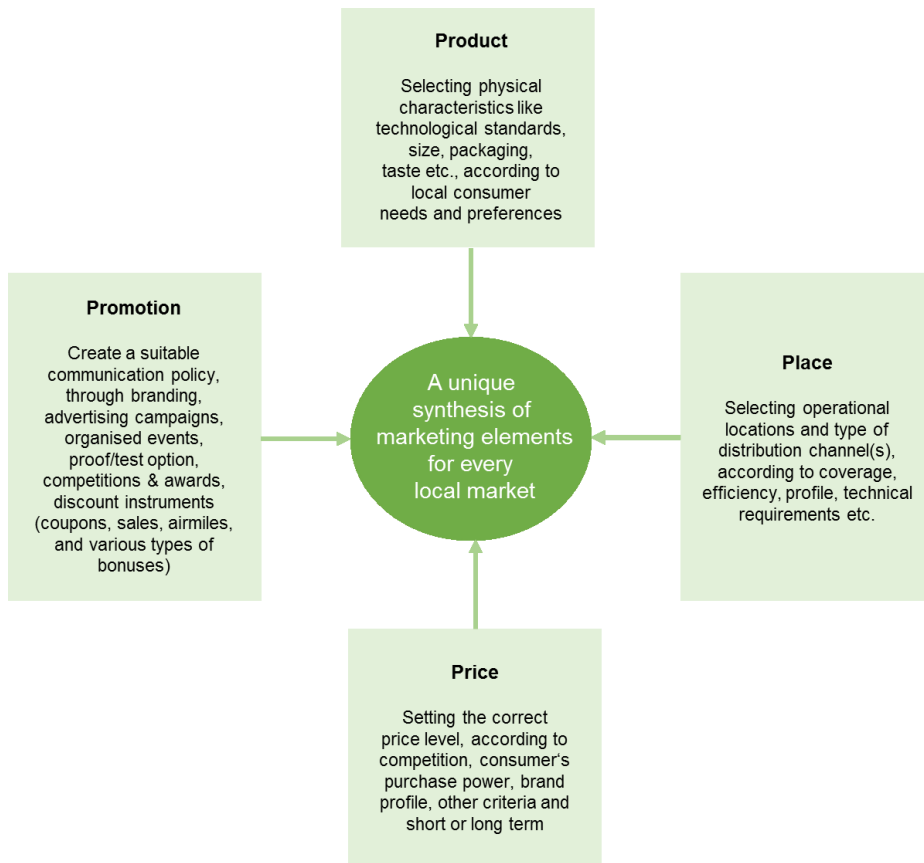 Product
Selecting physical
characteristics like
technological standards,
size, packaging,
taste etc., according to
local consumer
needs and preferences
Promotion
Create a suitable
communication policy,
through branding,
advertising campaigns,
organised events,
proof/test option,
competitions & awards,
discount instruments
(coupons, sales, airmiles,
and various types of
bonuses)
A unique
synthesis of
marketing elements
for every
local market
Place
Selecting operational
locations and type of
distribution channel(s),
according to coverage,
efficiency, profile, technical
requirements etc.
Price
Setting the correct
price level, according to
competition, consumer‘s
purchase power, brand
profile, other criteria and
short or long term